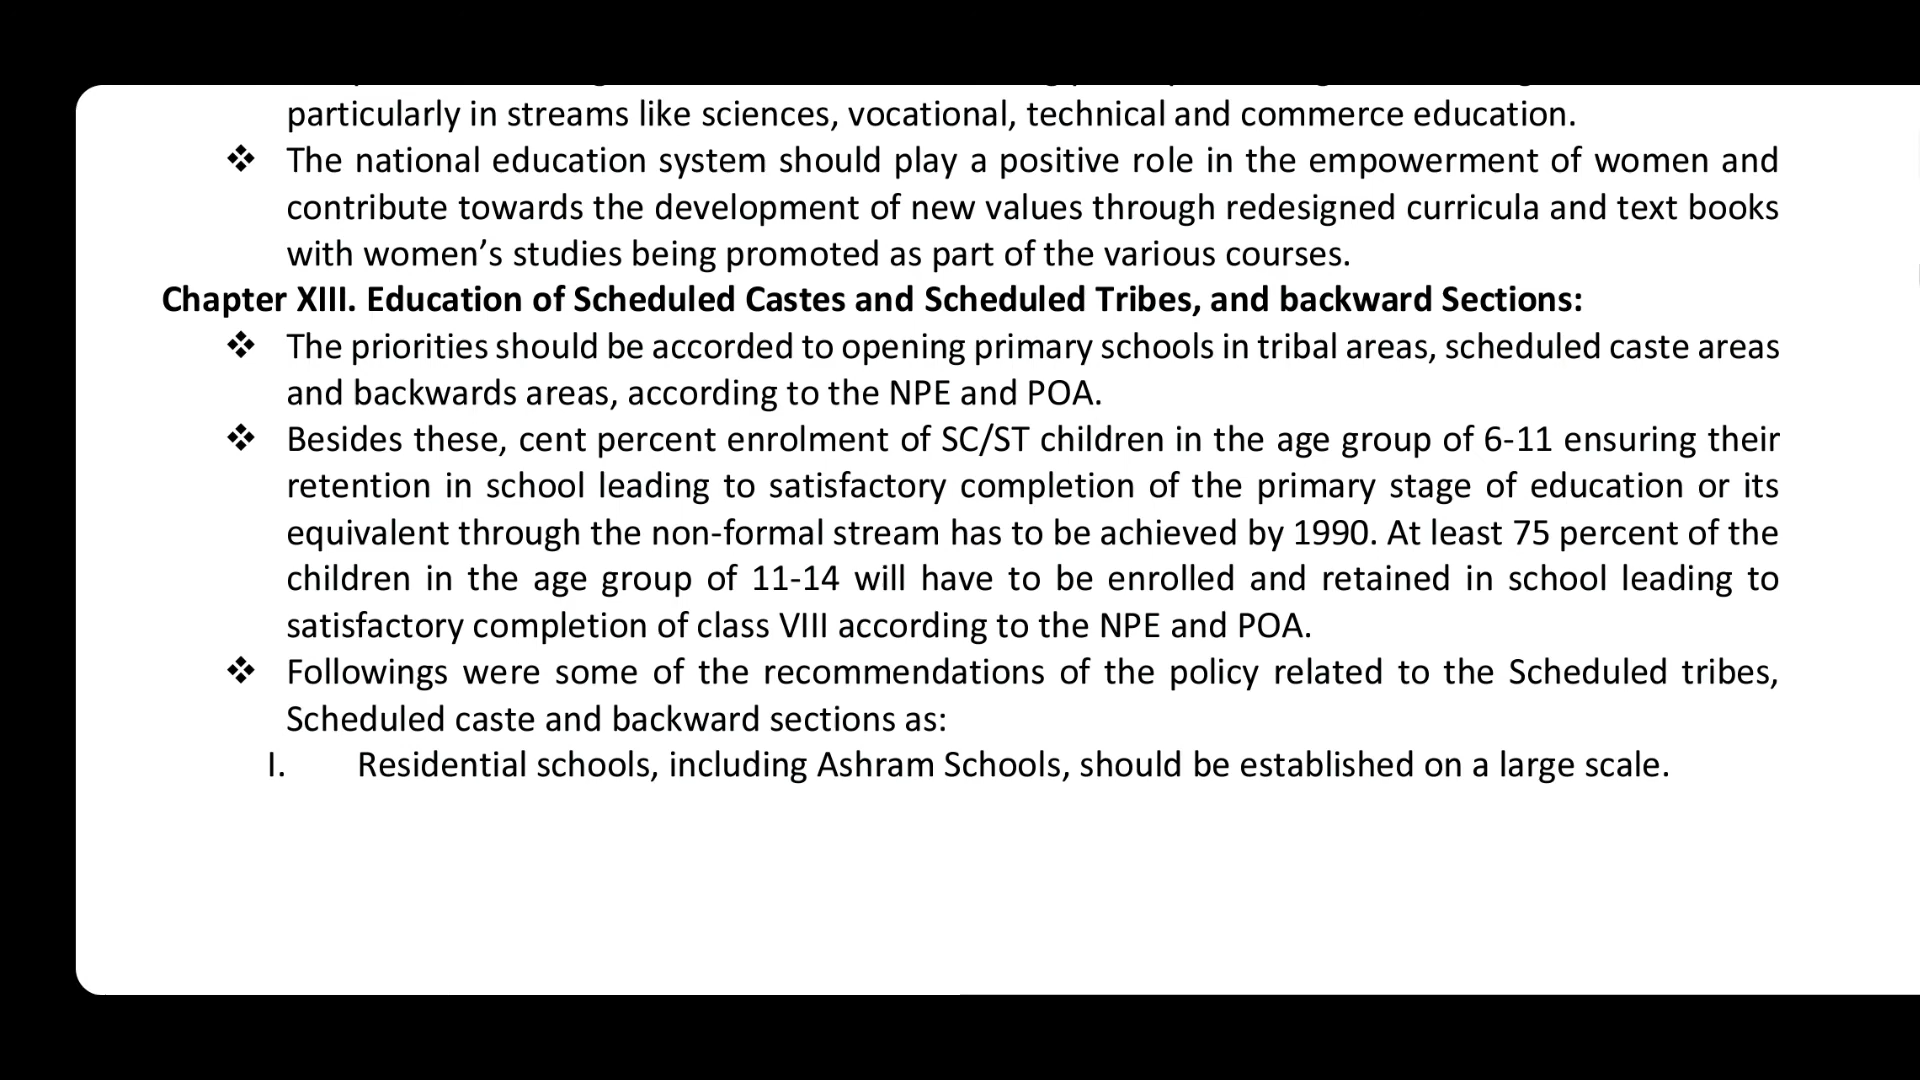 particularly in streams like sciences, vocational, technical and commerce education.
❖ The national education system should play a positive role in the empowerment of women and
contribute towards the development of new values through redesigned curricula and text books
with women’s studies being promoted as part of the various courses.
Chapter XIII. Education of Scheduled Castes and Scheduled Tribes, and backward Sections:
❖ The priorities should be accorded to opening primary schools in tribal areas, scheduled caste areas
and backwards areas, according to the NPE and POA.
❖ Besides these, cent percent enrolment of SC/ST children in the age group of 6-11 ensuring their
retention in school leading to satisfactory completion of the primary stage of education or its
equivalent through the non-formal stream has to be achieved by 1990. At least 75 percent of the
children in the age group of 11-14 will have to be enrolled and retained in school leading to
satisfactory completion of class VIII according to the NPE and POA.
❖ Followings were some of the recommendations of the policy related to the Scheduled tribes,
Scheduled caste and backward sections as:
I. Residential schools, including Ashram Schools, should be established on a large scale.